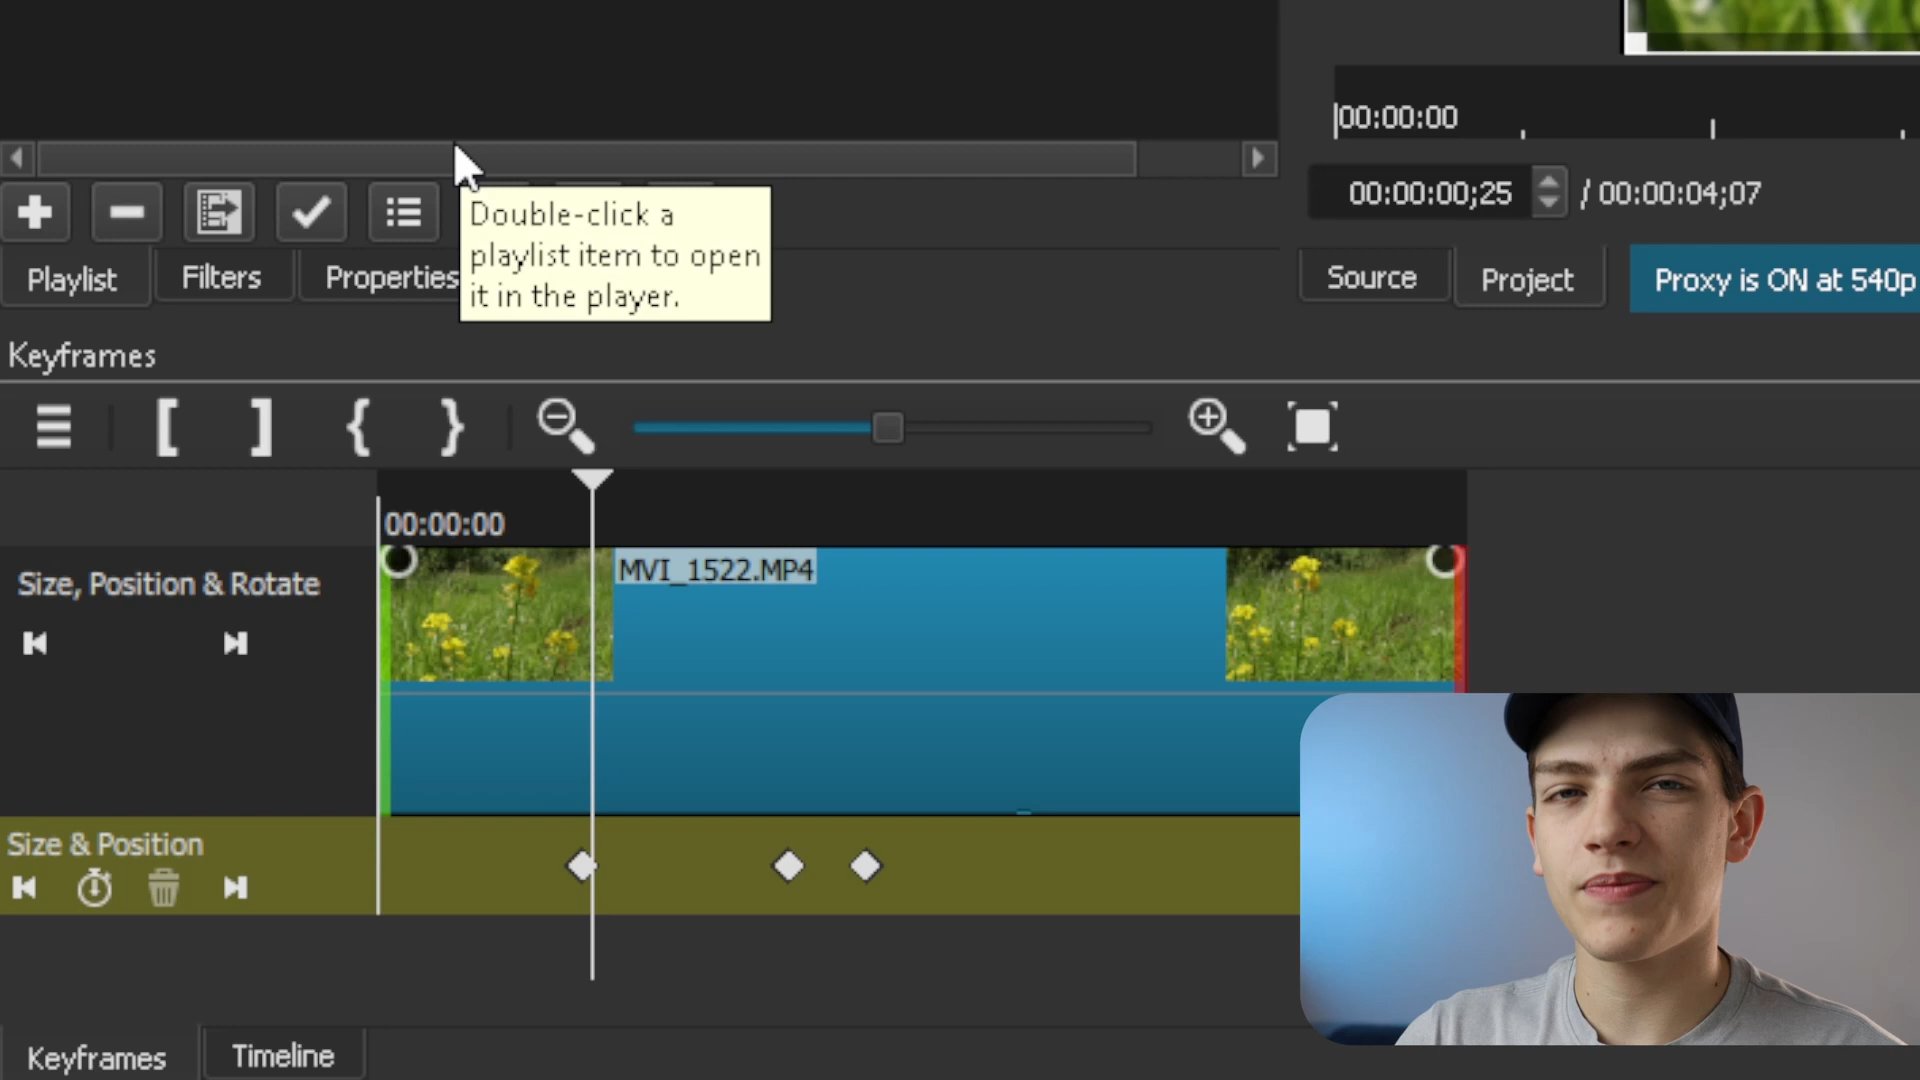 00:00:00
00:00:00;25 / 00:00:04;07
Double-click a
playlist item to open
it in the player.
Playlist
Filters
Properties
Source
Project
Proxy is ON at 540p
Keyframes
00:00:00
MVI_1522.MP4
Size, Position & Rotate
Size & Position
Keyframes
Timeline